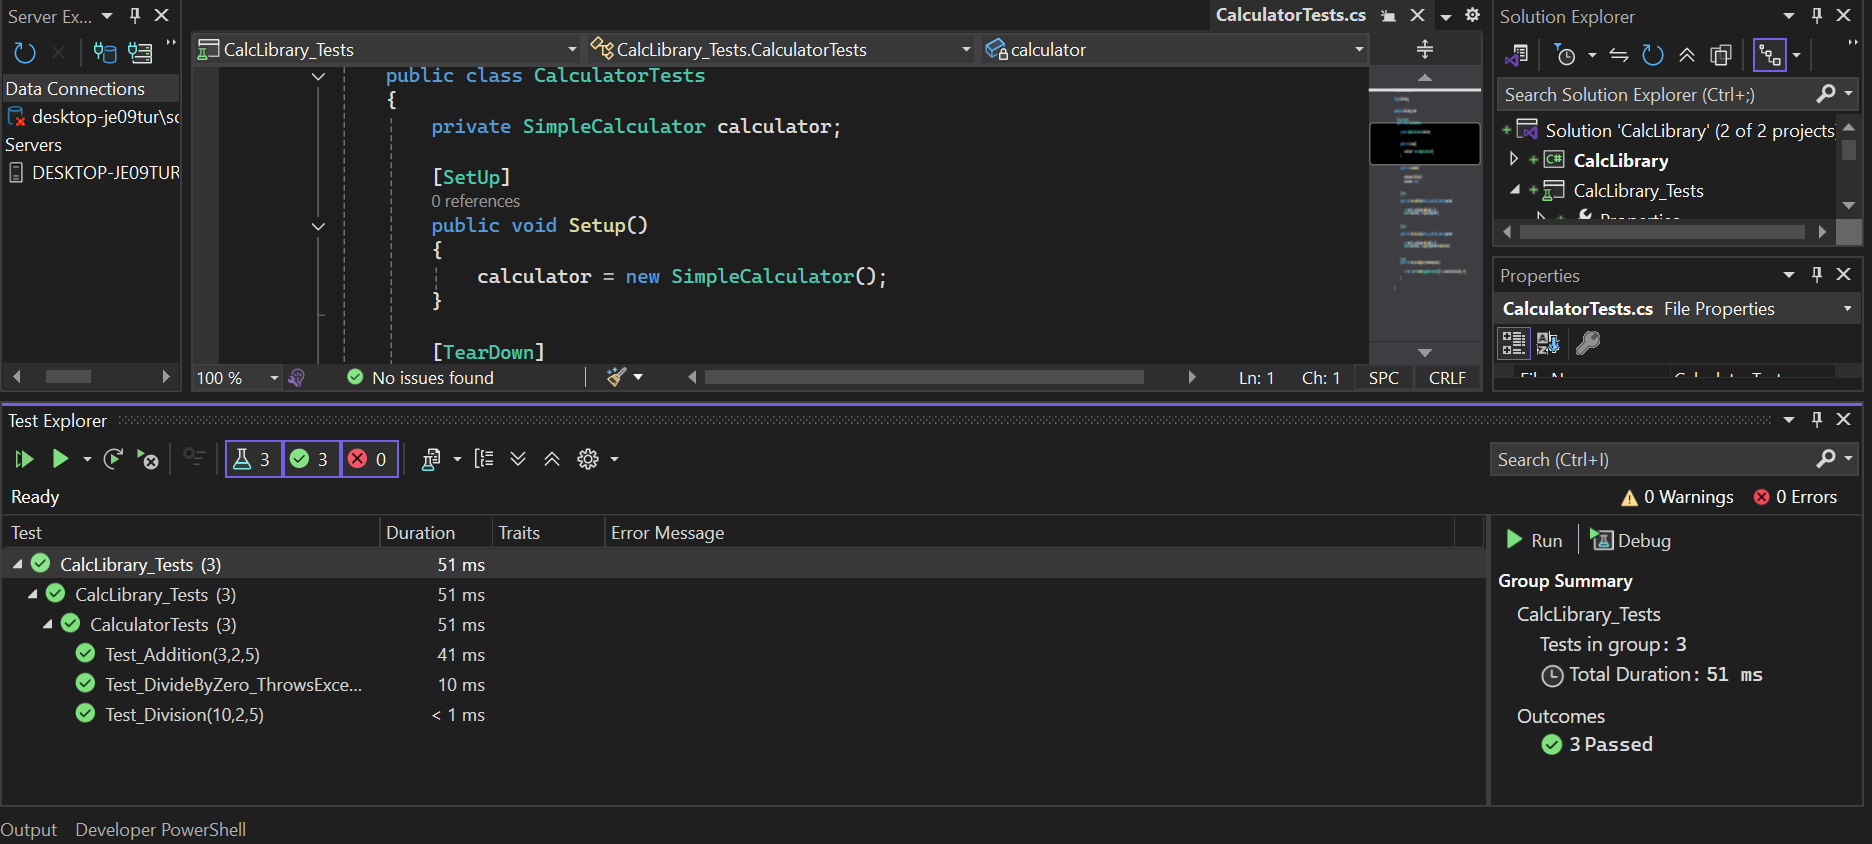 Server Ex...
Data Connections
desktop-je09tur\sc
Servers
DESKTOP-JE09TUR
CalculatorTests.cs
CalcLibrary_Tests
CalcLibrary_Tests.CalculatorTests
calculator
public class CalculatorTests
{
private SimpleCalculator calculator;
[SetUp]
0 references
public void Setup()
{
calculator = new SimpleCalculator();
}
[TearDown]
100 %
No issues found
Ln: 1
Ch: 1
SPC
CRLF
Solution Explorer
Search Solution Explorer (Ctrl+;)
Solution 'CalcLibrary' (2 of 2 projects)
C# CalcLibrary
CalcLibrary_Tests
Properties
Properties
CalculatorTests.cs File Properties
Test Explorer
3
3
0
Search (Ctrl+I)
Ready
0 Warnings
0 Errors
Test Duration Traits Error Message
CalcLibrary_Tests (3) 51 ms
CalcLibrary_Tests (3) 51 ms
CalculatorTests (3) 51 ms
Test_Addition(3,2,5) 41 ms
Test_DivideByZero_ThrowsExce... 10 ms
Test_Division(10,2,5) < 1 ms
Run
Debug
Group Summary
CalcLibrary_Tests
Tests in group: 3
Total Duration: 51 ms
Outcomes
3 Passed
Output
Developer PowerShell